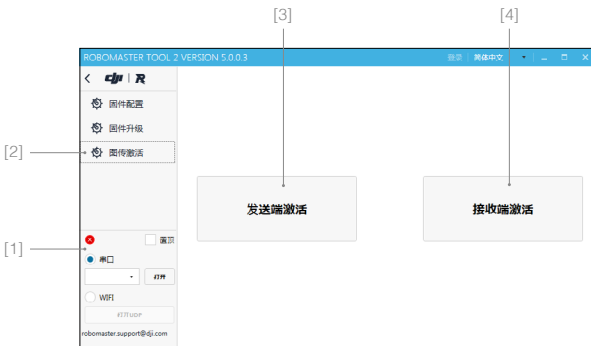 [3]
[4]
ROBOMASTER TOOL 2 VERSION 5.0.0.3
登录
简体中文
dji R
固件配置
固件升级
[2]
图传激活
发送端激活
接收端激活
置顶
[1]
串口
打开
WIFI
打开UDP
robomaster.support@dji.com